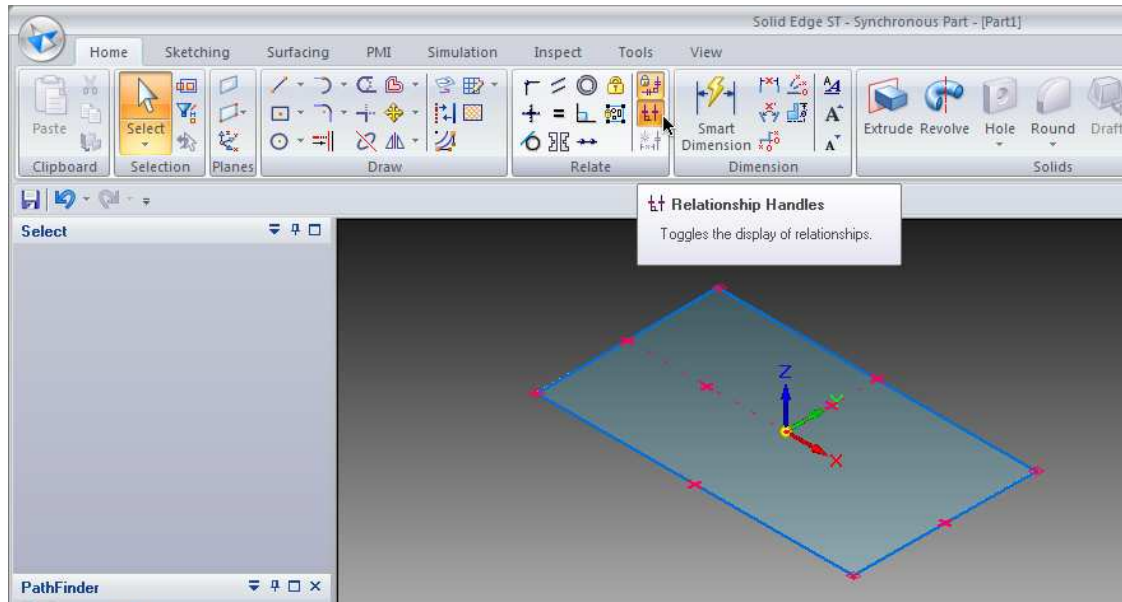 Solid Edge ST - Synchronous Part - [Part1]
Home Sketching Surfacing PMI Simulation Inspect Tools View
Paste Select Smart Dimension Extrude Revolve Hole Round Draft
Clipboard Selection Planes Draw Relate Dimension Solids
Select
Relationship Handles
Toggles the display of relationships.
Z
Y
X
PathFinder